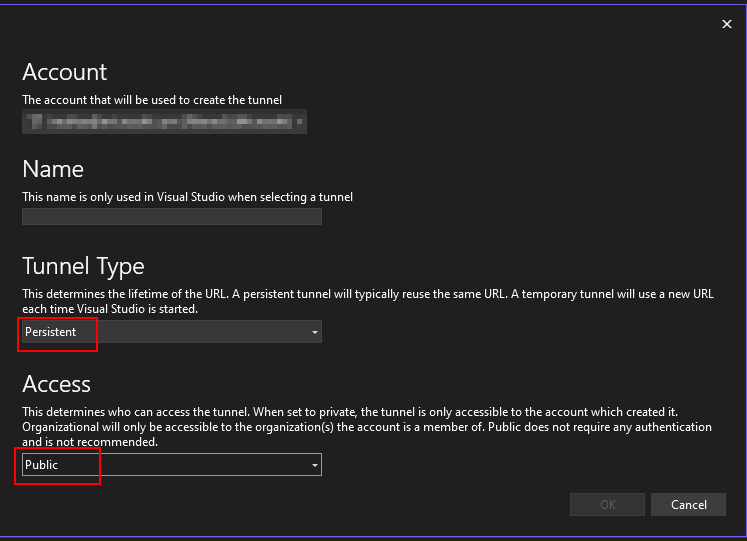 Account
The account that will be used to create the tunnel
Name
This name is only used in Visual Studio when selecting a tunnel
Tunnel Type
This determines the lifetime of the URL. A persistent tunnel will typically reuse the same URL. A temporary tunnel will use a new URL
each time Visual Studio is started.
Persistent
Access
This determines who can access the tunnel. When set to private, the tunnel is only accessible to the account which created it.
Organizational will only be accessible to the organization(s) the account is a member of. Public does not require any authentication
and is not recommended.
Public
OK Cancel